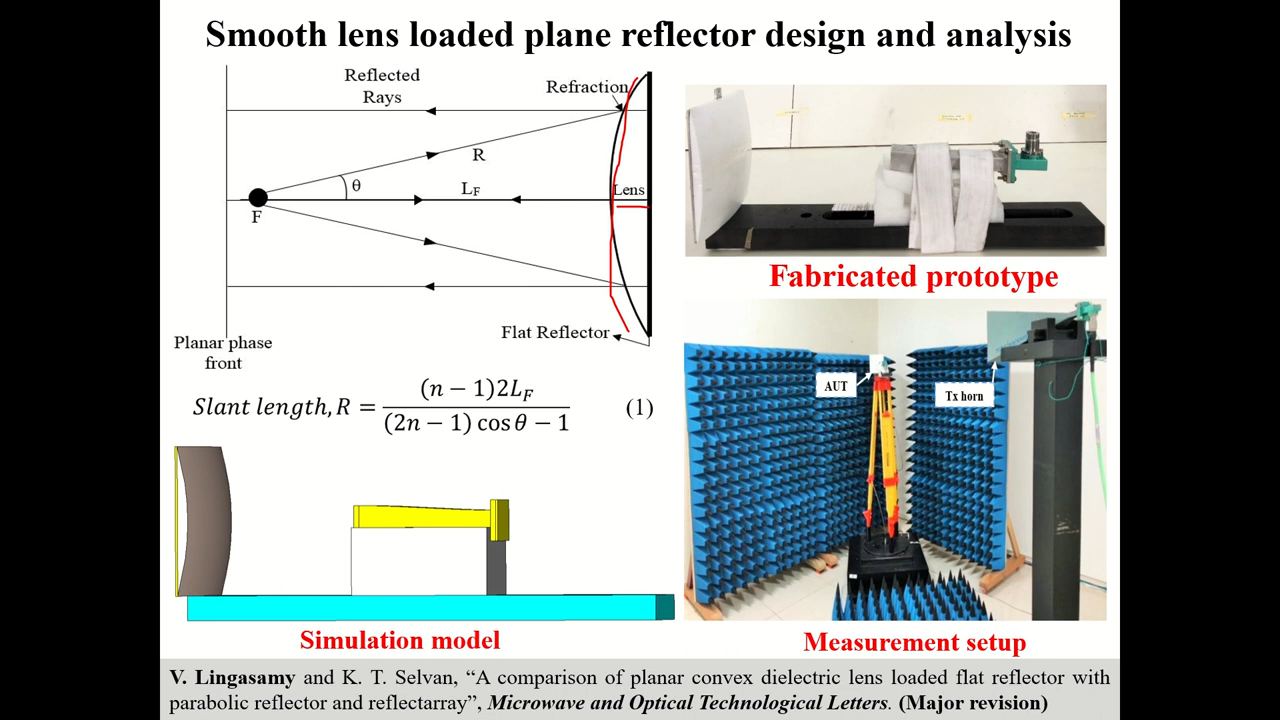 Smooth lens loaded plane reflector design and analysis
Reflected
Rays
Refraction
R
θ
L_F
Lens
F
Flat Reflector
Planar phase
front
Slant length, R = (n − 1)2L_F / ((2n − 1) cos θ − 1) (1)
Simulation model
Fabricated prototype
AUT
Tx horn
Measurement setup
V. Lingasamy and K. T. Selvan, “A comparison of planar convex dielectric lens loaded flat reflector with
parabolic reflector and reflectarray”, Microwave and Optical Technological Letters. (Major revision)